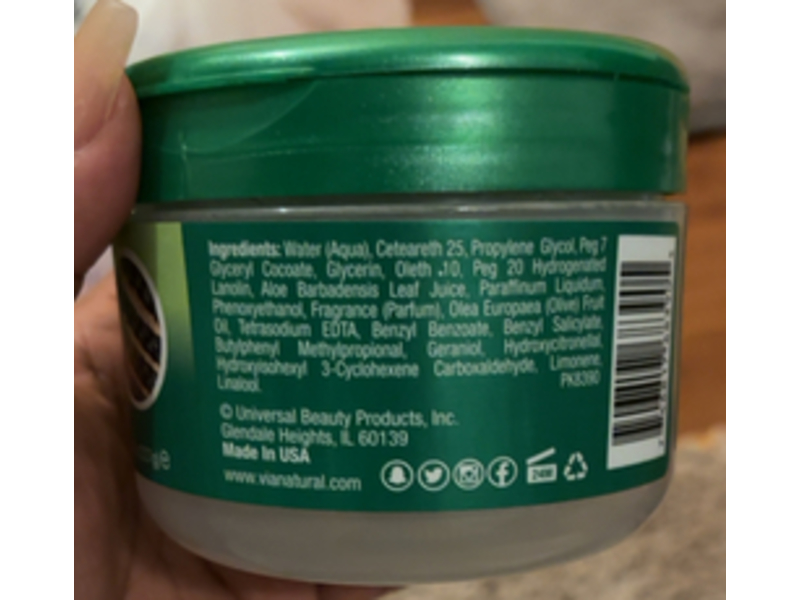 Ingredients: Water (Aqua), Ceteareth 25, Propylene Glycol, Peg 7
Glyceryl Cocoate, Glycerin, Oleth .10, Peg 20 Hydrogenated
Lanolin, Aloe Barbadensis Leaf Juice, Paraffinum Liquidum,
Phenoxyethanol, Fragrance (Parfum), Olea Europaea (Olive) Fruit
Oil, Tetrasodium EDTA, Benzyl Benzoate, Benzyl Salicylate,
Butylphenyl Methylpropional, Geraniol, Hydroxycitronellal,
Hydroxyisohexyl 3-Cyclohexene Carboxaldehyde, Limonene,
Linalool. PK8390
© Universal Beauty Products, Inc.
Glendale Heights, IL 60139
Made In USA
www.vianatural.com
24M